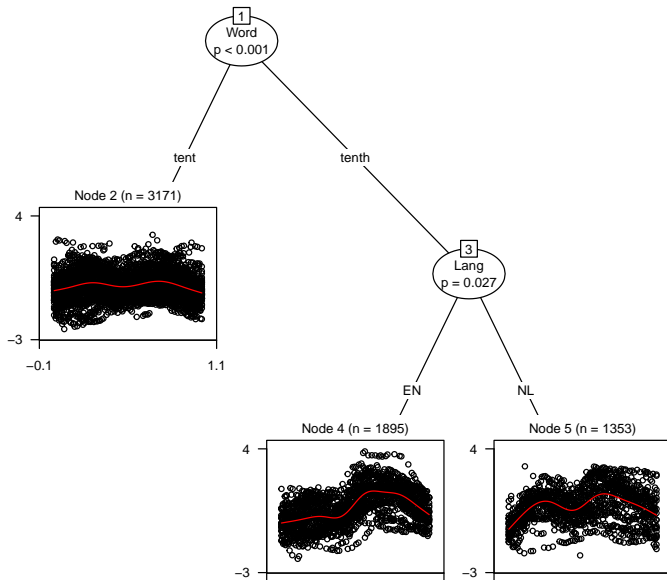 1
Word
p < 0.001
tent
tenth
Node 2 (n = 3171)
4
−3
−0.1
1.1
3
Lang
p = 0.027
EN
NL
Node 4 (n = 1895)
4
−3
Node 5 (n = 1353)
4
−3